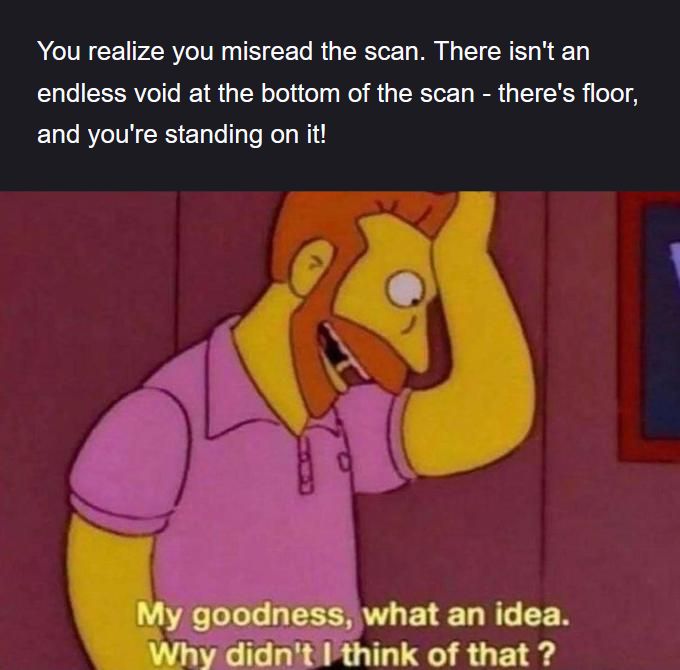 You realize you misread the scan. There isn't an
endless void at the bottom of the scan - there's floor,
and you're standing on it!
My goodness, what an idea.
Why didn't I think of that ?